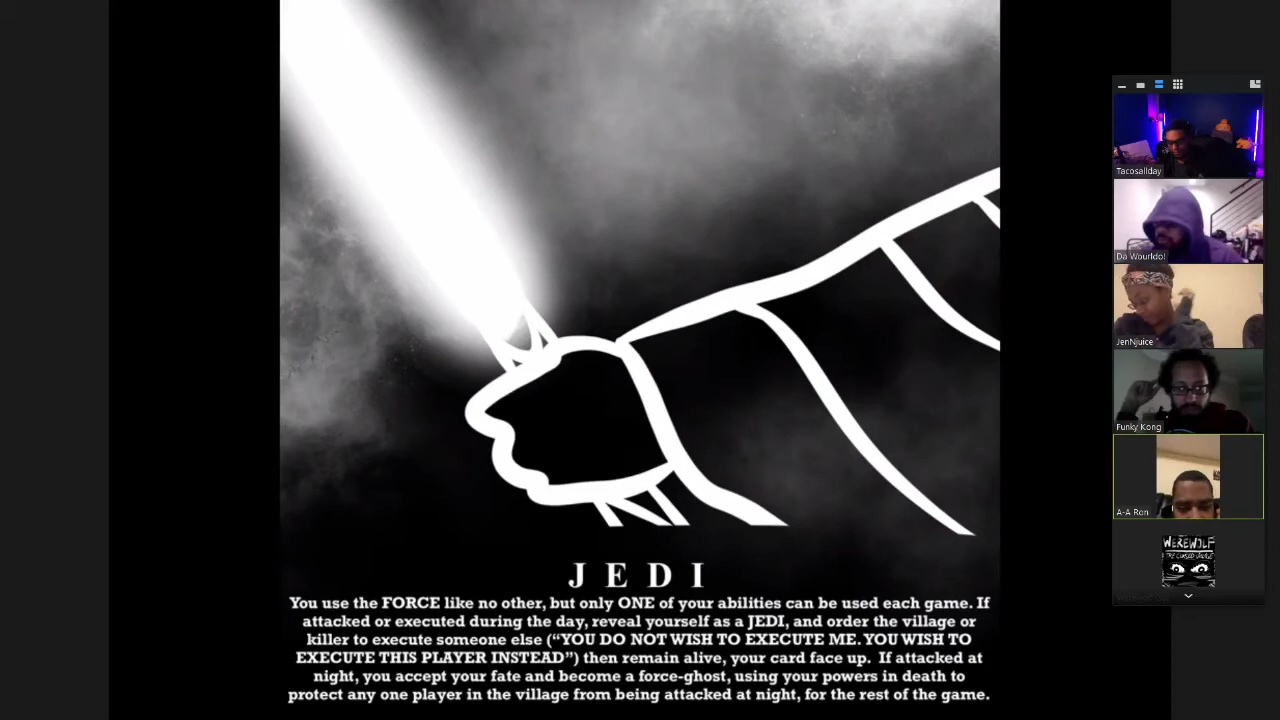 Tacosallday
Da Wourldo!
JenNjuice
Funky Kong
A-A Ron
WEREWOLF
JEDI
You use the FORCE like no other, but only ONE of your abilities can be used each game. If
attacked or executed during the day, reveal yourself as a JEDI, and order the village or
killer to execute someone else (“YOU DO NOT WISH TO EXECUTE ME. YOU WISH TO
EXECUTE THIS PLAYER INSTEAD”) then remain alive, your card face up. If attacked at
night, you accept your fate and become a force-ghost, using your powers in death to
protect any one player in the village from being attacked at night, for the rest of the game.